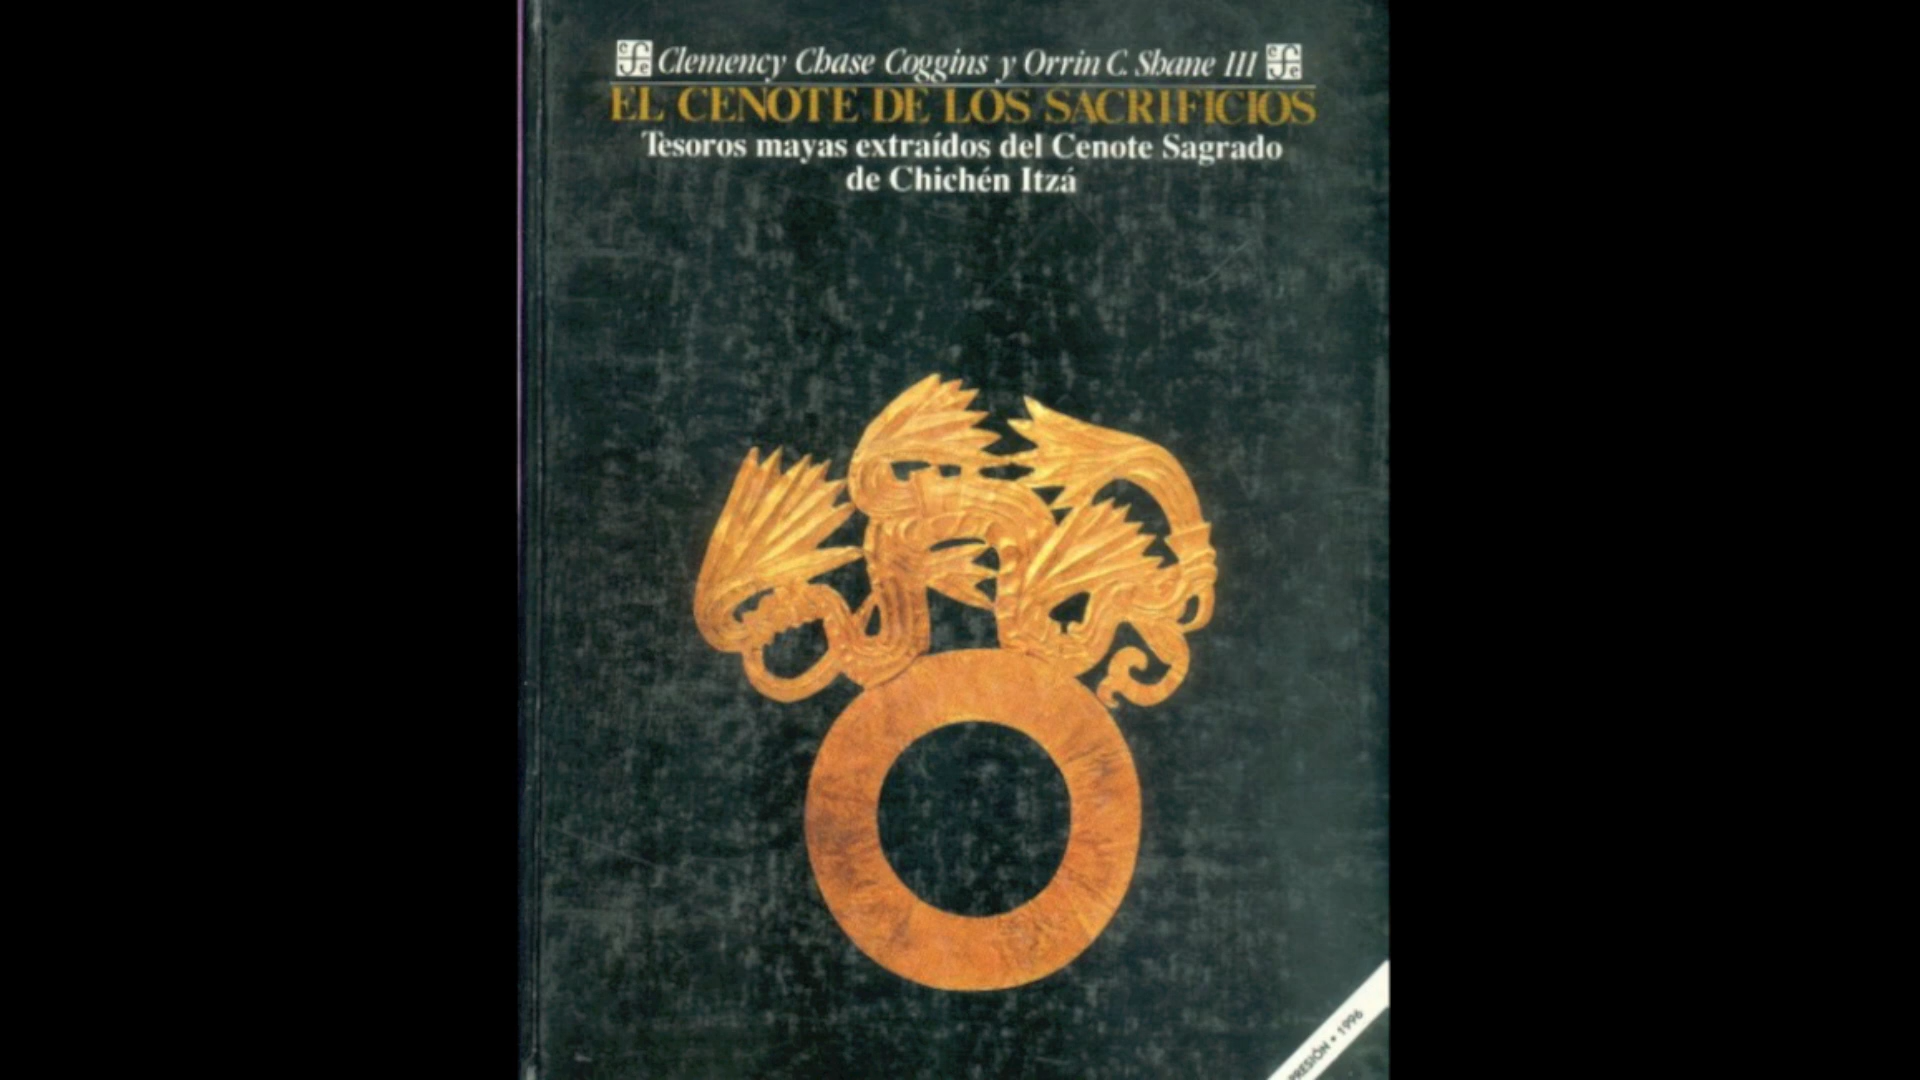 Clemency Chase Coggins y Orrin C. Shane III
EL CENOTE DE LOS SACRIFICIOS
Tesoros mayas extraídos del Cenote Sagrado
de Chichén Itzá
PRESIÓN • 1996